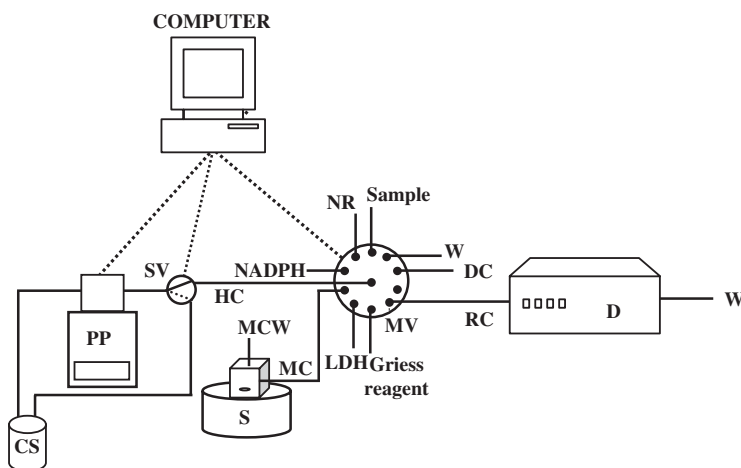 COMPUTER
Sample
NR
W
SV
NADPH
DC
HC
W
D
PP
MV
RC
MCW
MC
LDH
Griess
reagent
S
CS